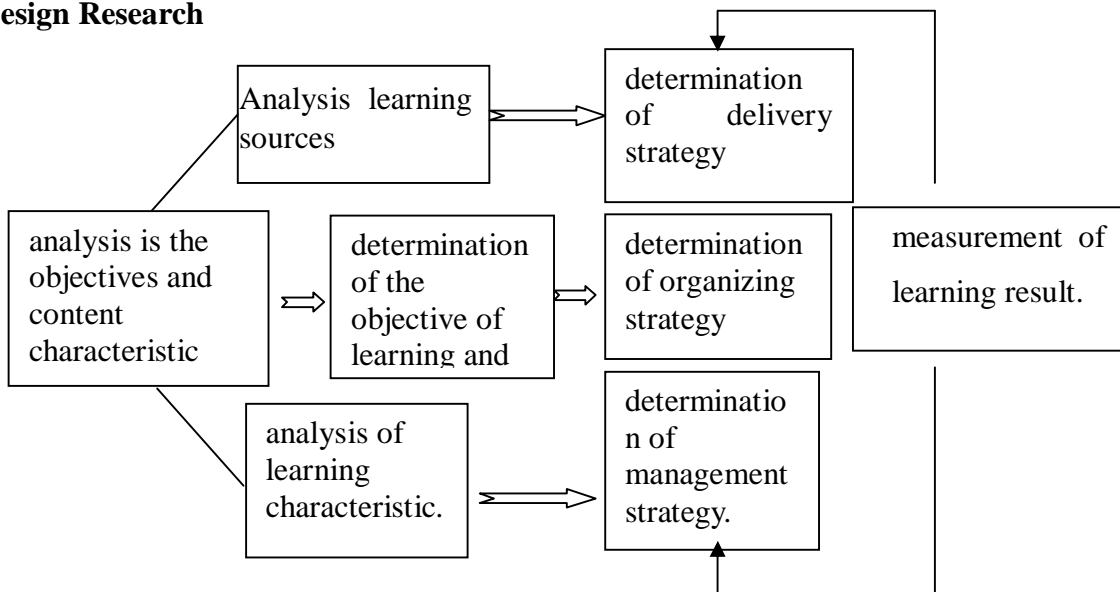 esign Research
Analysis learning
sources
determination
of delivery
strategy
analysis is the
objectives and
content
characteristic
determination
of the
objective of
learning and
determination
of organizing
strategy
measurement of
learning result.
analysis of
learning
characteristic.
determinatio
n of
management
strategy.